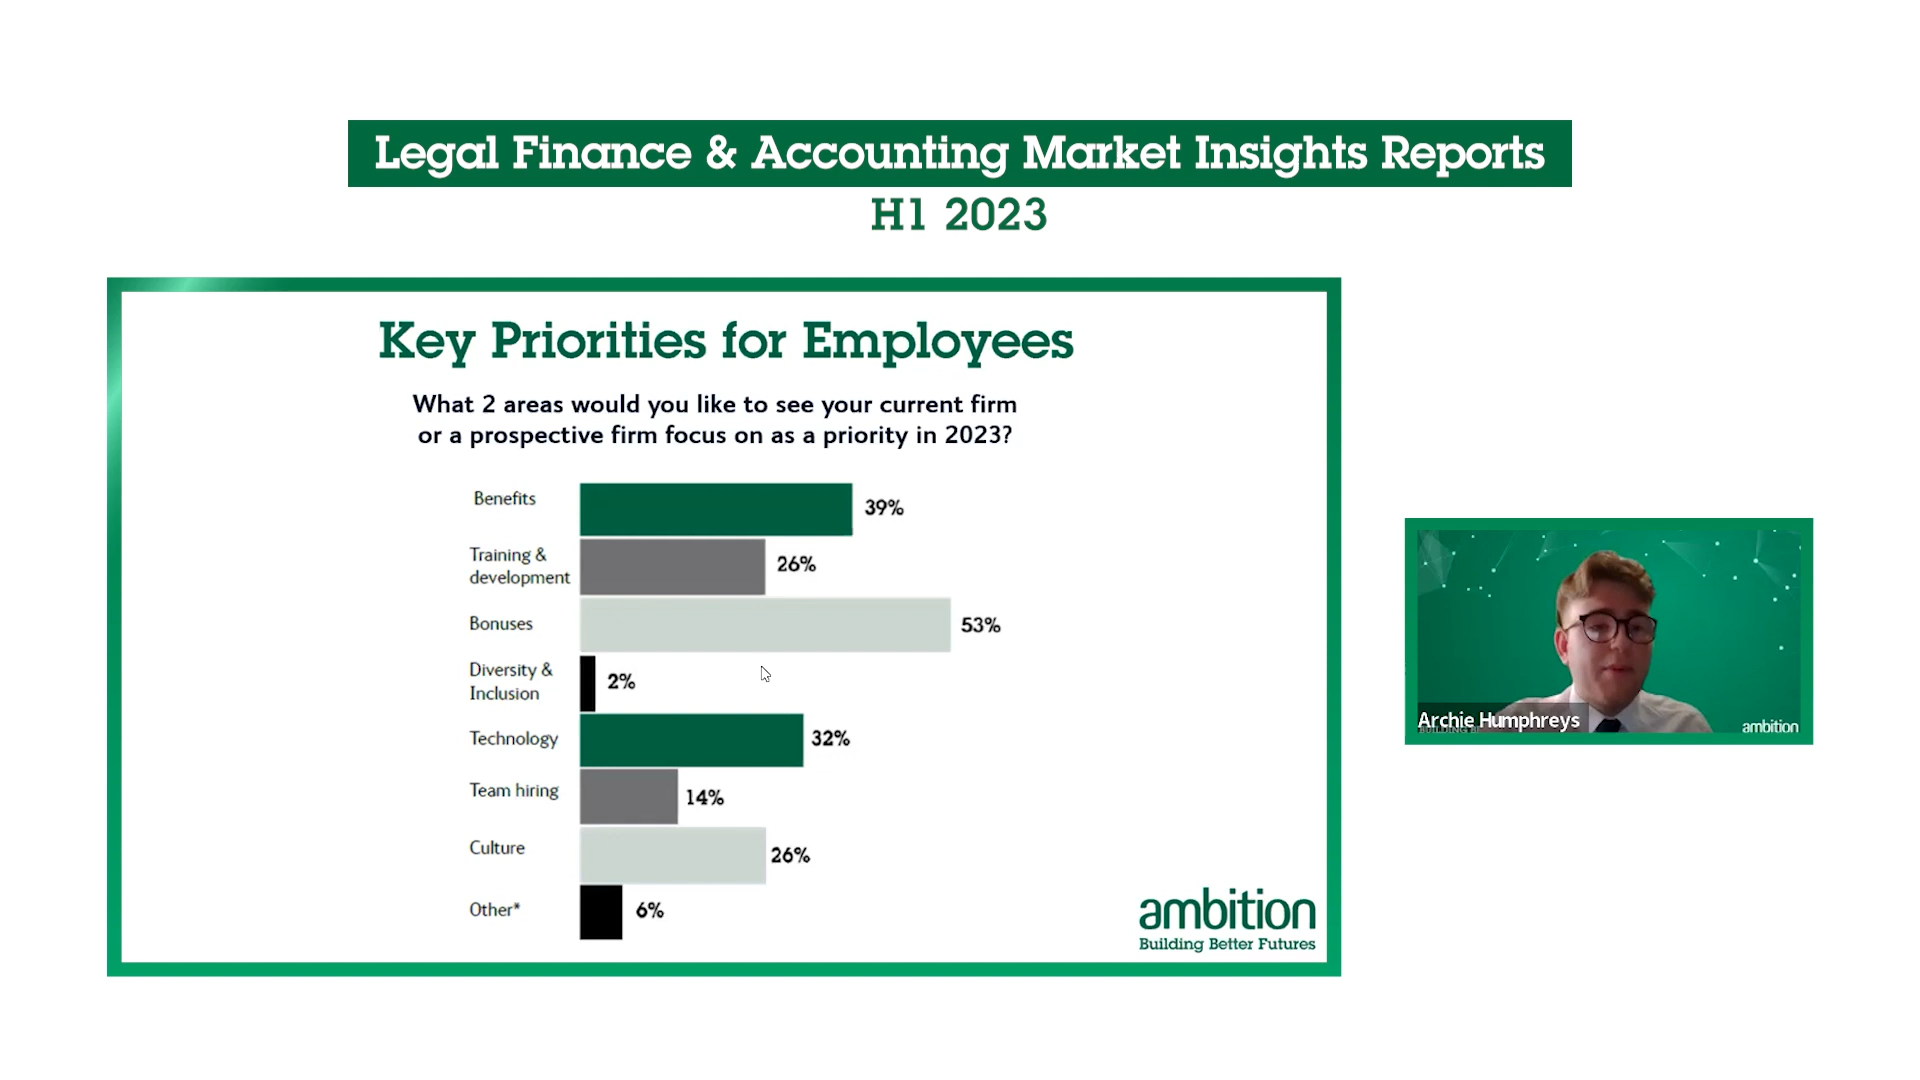 Legal Finance & Accounting Market Insights Reports
H1 2023
Key Priorities for Employees
What 2 areas would you like to see your current firm
or a prospective firm focus on as a priority in 2023?
Benefits
39%
Training &
development
26%
Bonuses
53%
Diversity &
Inclusion
2%
Technology
32%
Team hiring
14%
Culture
26%
Other*
6%
ambition
Building Better Futures
Archie Humphreys
ambition